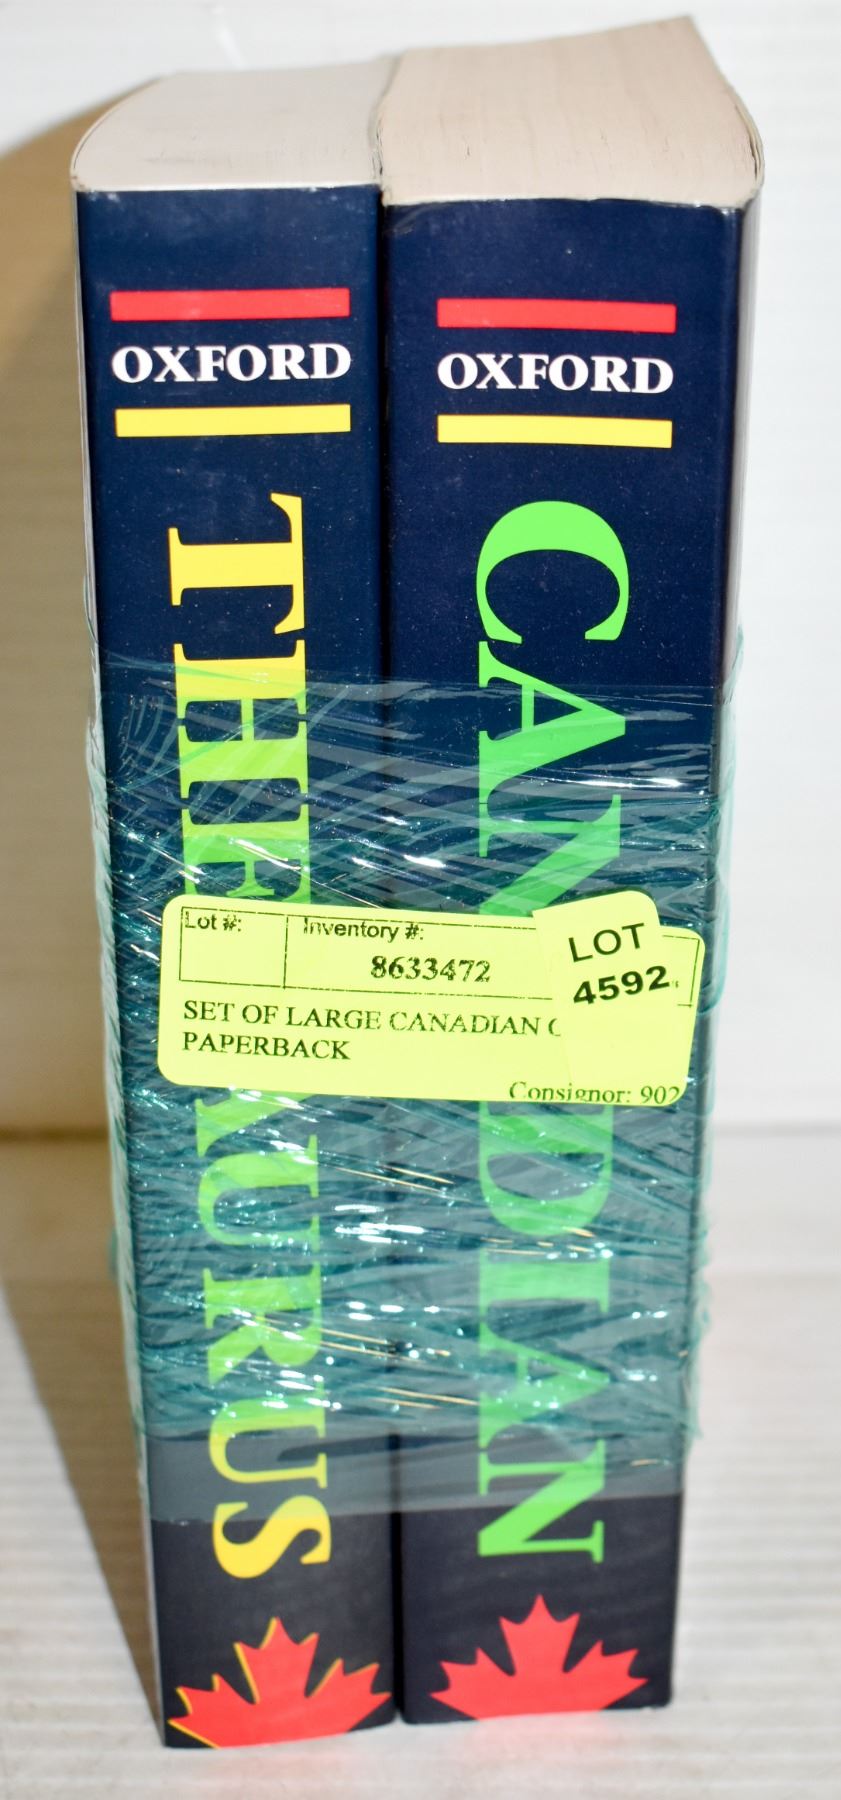 OXFORD
THESAURUS
OXFORD
CANADIAN
Lot #:
Inventory #:
8633472
SET OF LARGE CANADIAN
PAPERBACK
Consignor: 902
LOT
4592